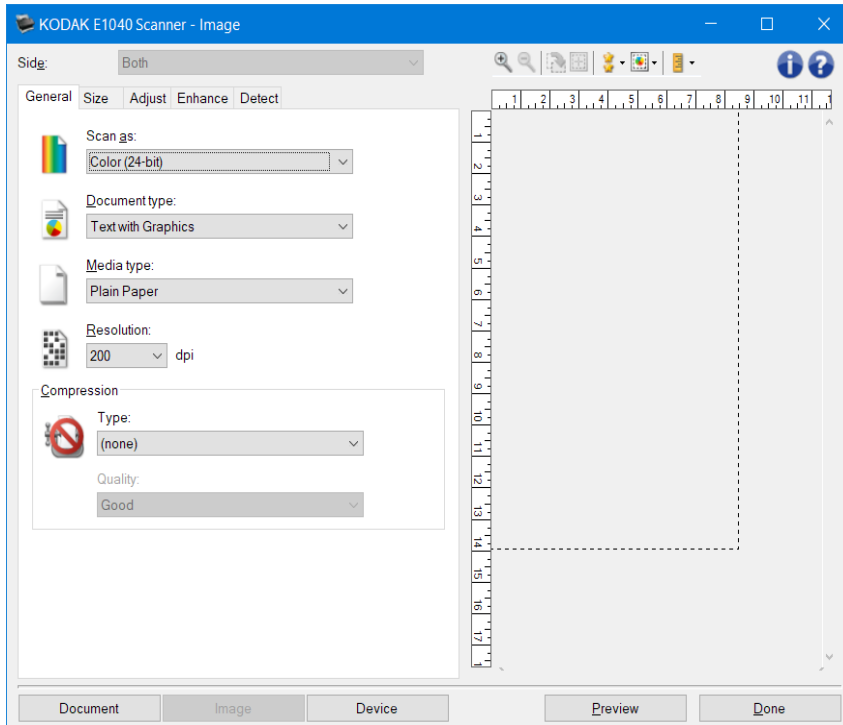 KODAK E1040 Scanner - Image
Side: Both
General Size Adjust Enhance Detect
Scan as:
Color (24-bit)
Document type:
Text with Graphics
Media type:
Plain Paper
Resolution:
200 dpi
Compression
Type:
(none)
Quality:
Good
1 2 3 4 5 6 7 8 9 10 11 1
1
2
3
4
5
6
7
8
9
10
11
12
13
14
15
16
17
1
Document Image Device Preview Done